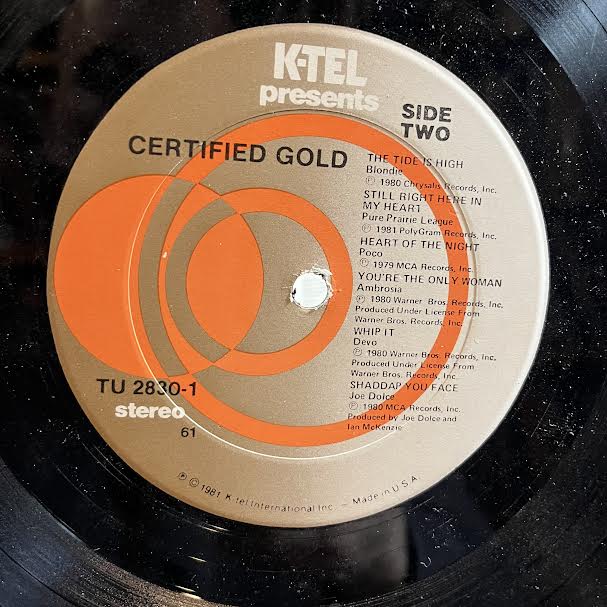 K-TEL
presents
SIDE
TWO
CERTIFIED GOLD
THE TIDE IS HIGH
Blondie
Ⓟ 1980 Chrysalis Records, Inc.
STILL RIGHT HERE IN
MY HEART
Pure Prairie League
Ⓟ 1981 PolyGram Records, Inc.
HEART OF THE NIGHT
Poco
Ⓟ 1979 MCA Records, Inc.
YOU'RE THE ONLY WOMAN
Ambrosia
Ⓟ 1980 Warner Bros. Records, Inc.
Produced Under License From
Warner Bros. Records, Inc.
WHIP IT
Devo
Ⓟ 1980 Warner Bros. Records, Inc.
Produced Under License From
Warner Bros. Records, Inc.
SHADDAP YOU FACE
Joe Dolce
Ⓟ 1980 MCA Records, Inc.
Produced by Joe Dolce and
Ian McKenzie
TU 2830-1
stereo
61
Ⓟ © 1981 K-tel International Inc. – Made in U.S.A.